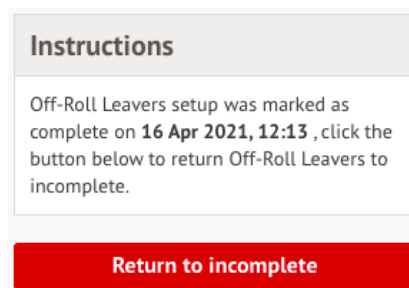 Instructions
Off-Roll Leavers setup was marked as
complete on 16 Apr 2021, 12:13 , click the
button below to return Off-Roll Leavers to
incomplete.
Return to incomplete